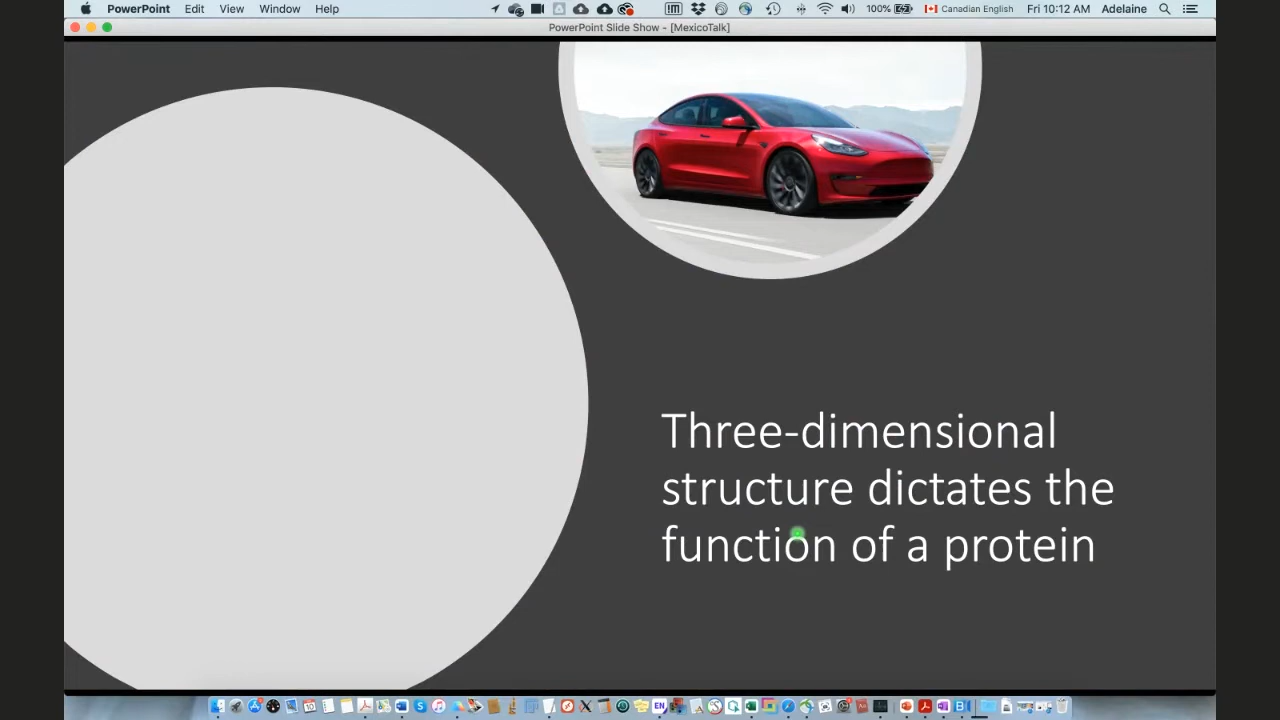 PowerPoint Edit View Window Help 100% Canadian English Fri 10:12 AM Adelaine
PowerPoint Slide Show - [MexicoTalk]
Three-dimensional
structure dictates the
function of a protein